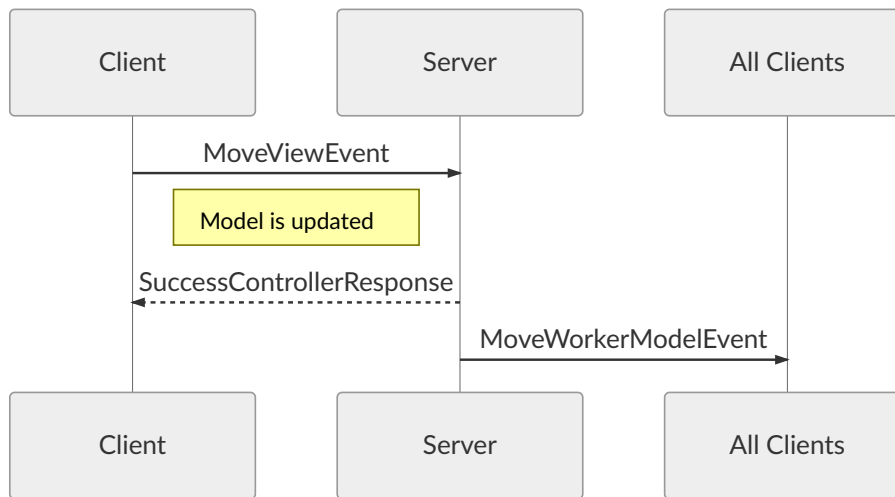 Client
Server
All Clients
MoveViewEvent
Model is updated
SuccessControllerResponse
MoveWorkerModelEvent
Client
Server
All Clients